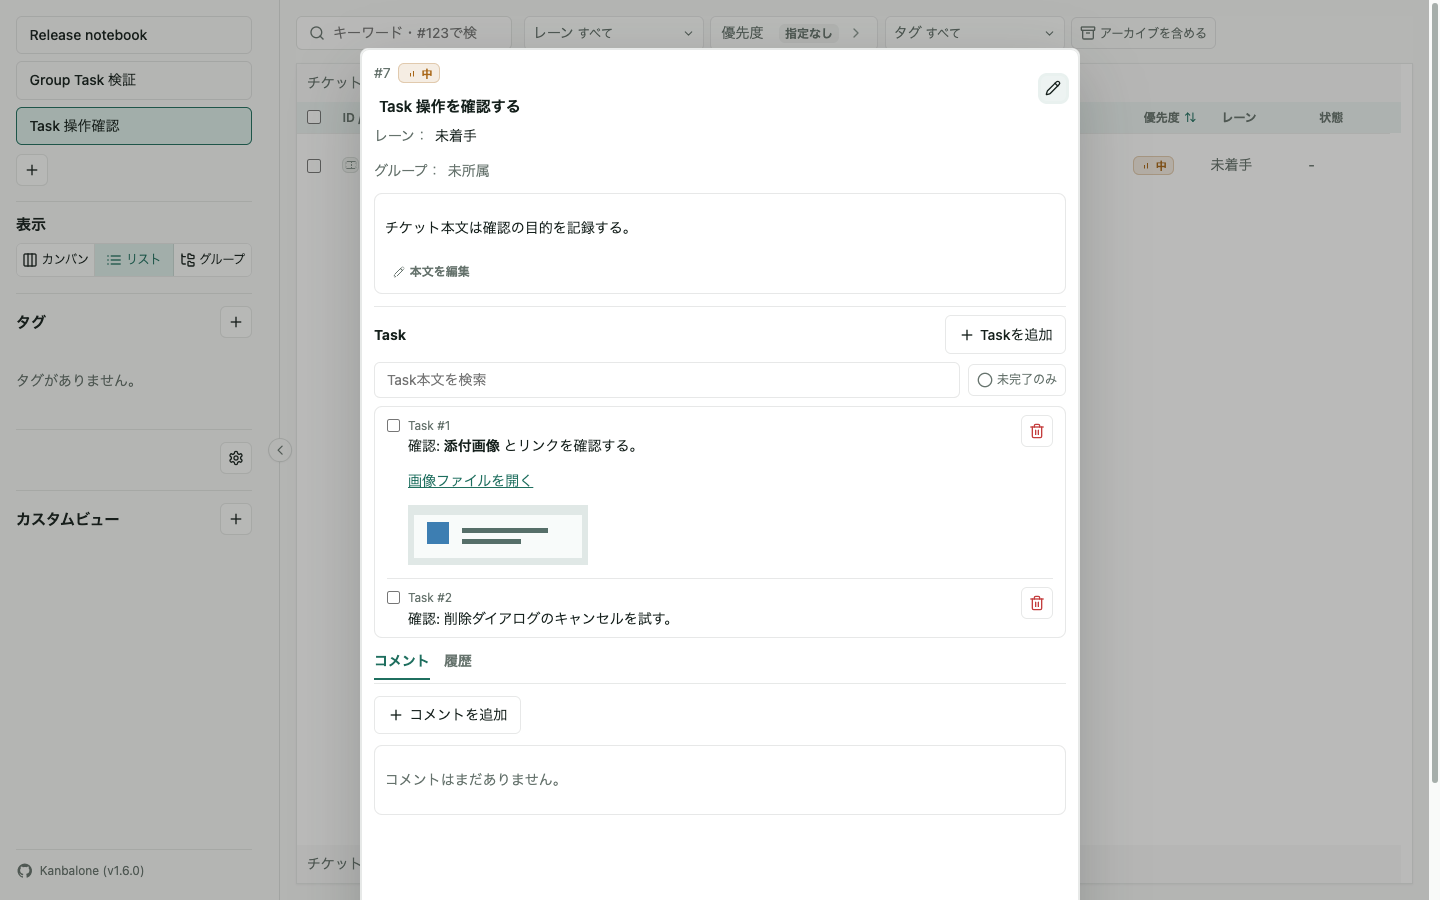 Release notebook
Group Task 検証
Task 操作確認
表示
カンバン
リスト
グループ
タグ
タグがありません。
カスタムビュー
Kanbalone (v1.6.0)
キーワード・#123で検
レーン すべて
優先度 指定なし
タグ すべて
アーカイブを含める
チケット
ID
優先度
レーン
状態
中
未着手
-
チケット
#7 中
Task 操作を確認する
レーン： 未着手
グループ： 未所属
チケット本文は確認の目的を記録する。
本文を編集
Task
Taskを追加
Task本文を検索
未完了のみ
Task #1
確認: 添付画像 とリンクを確認する。
画像ファイルを開く
Task #2
確認: 削除ダイアログのキャンセルを試す。
コメント
履歴
コメントを追加
コメントはまだありません。